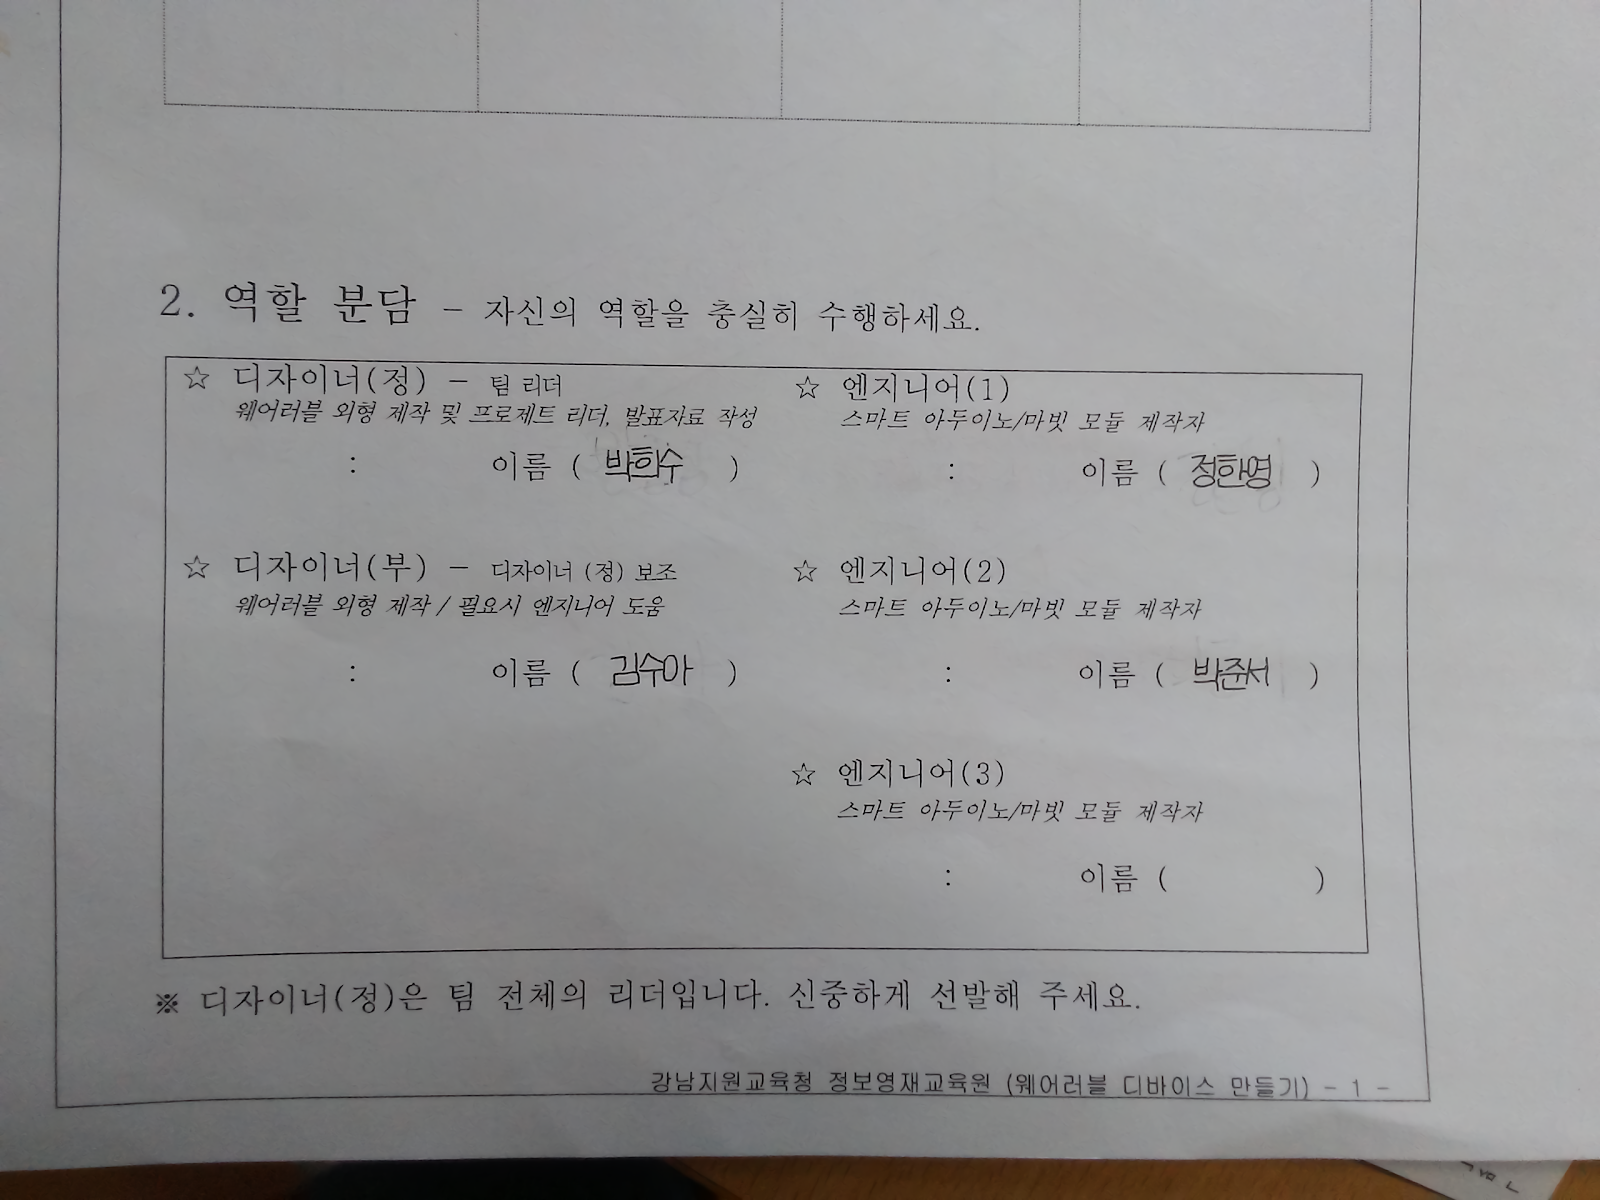 2. 역할 분담 - 자신의 역할을 충실히 수행하세요.
☆ 디자이너(정) - 팀 리더
웨어러블 외형 제작 및 프로제트 리더, 발표자료 작성
: 이름 ( 박희수 )
☆ 디자이너(부) - 디자이너 (정) 보조
웨어러블 외형 제작 / 필요시 엔지니어 도움
: 이름 ( 김수아 )
☆ 엔지니어(1)
스마트 아두이노/마빗 모듈 제작자
: 이름 ( 정한영 )
☆ 엔지니어(2)
스마트 아두이노/마빗 모듈 제작자
: 이름 ( 박준서 )
☆ 엔지니어(3)
스마트 아두이노/마빗 모듈 제작자
: 이름 ( )
※ 디자이너(정)은 팀 전체의 리더입니다. 신중하게 선발해 주세요.
강남지원교육청 정보영재교육원 (웨어러블 디바이스 만들기) - 1 -